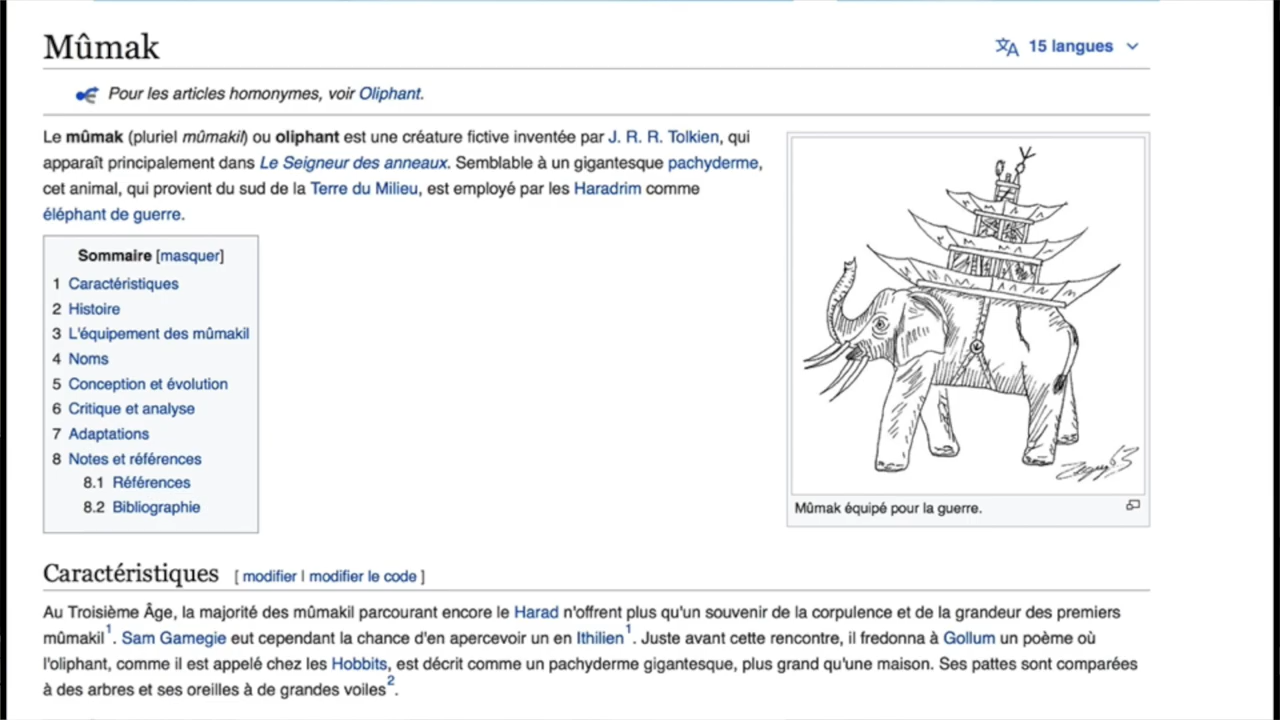 Mûmak
15 langues
Pour les articles homonymes, voir Oliphant.
Le mûmak (pluriel mûmakil) ou oliphant est une créature fictive inventée par J. R. R. Tolkien, qui
apparaît principalement dans Le Seigneur des anneaux. Semblable à un gigantesque pachyderme,
cet animal, qui provient du sud de la Terre du Milieu, est employé par les Haradrim comme
éléphant de guerre.
Sommaire [masquer]
1 Caractéristiques
2 Histoire
3 L'équipement des mûmakil
4 Noms
5 Conception et évolution
6 Critique et analyse
7 Adaptations
8 Notes et références
8.1 Références
8.2 Bibliographie
Mûmak équipé pour la guerre.
Caractéristiques [ modifier | modifier le code ]
Au Troisième Âge, la majorité des mûmakil parcourant encore le Harad n'offrent plus qu'un souvenir de la corpulence et de la grandeur des premiers
mûmakil1. Sam Gamegie eut cependant la chance d'en apercevoir un en Ithilien1. Juste avant cette rencontre, il fredonna à Gollum un poème où
l'oliphant, comme il est appelé chez les Hobbits, est décrit comme un pachyderme gigantesque, plus grand qu'une maison. Ses pattes sont comparées
à des arbres et ses oreilles à de grandes voiles2.